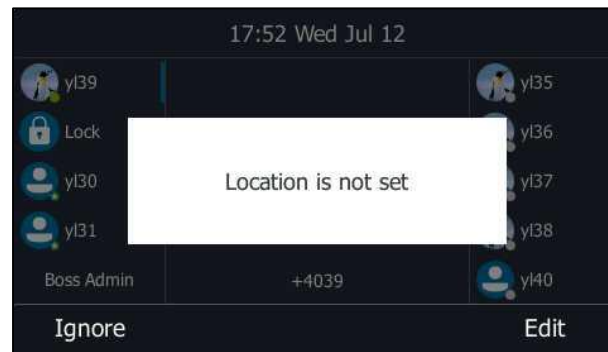 17:52 Wed Jul 12
yl39
yl35
Lock
yl36
Location is not set
yl30
yl37
yl31
yl38
Boss Admin
+4039
yl40
Ignore
Edit